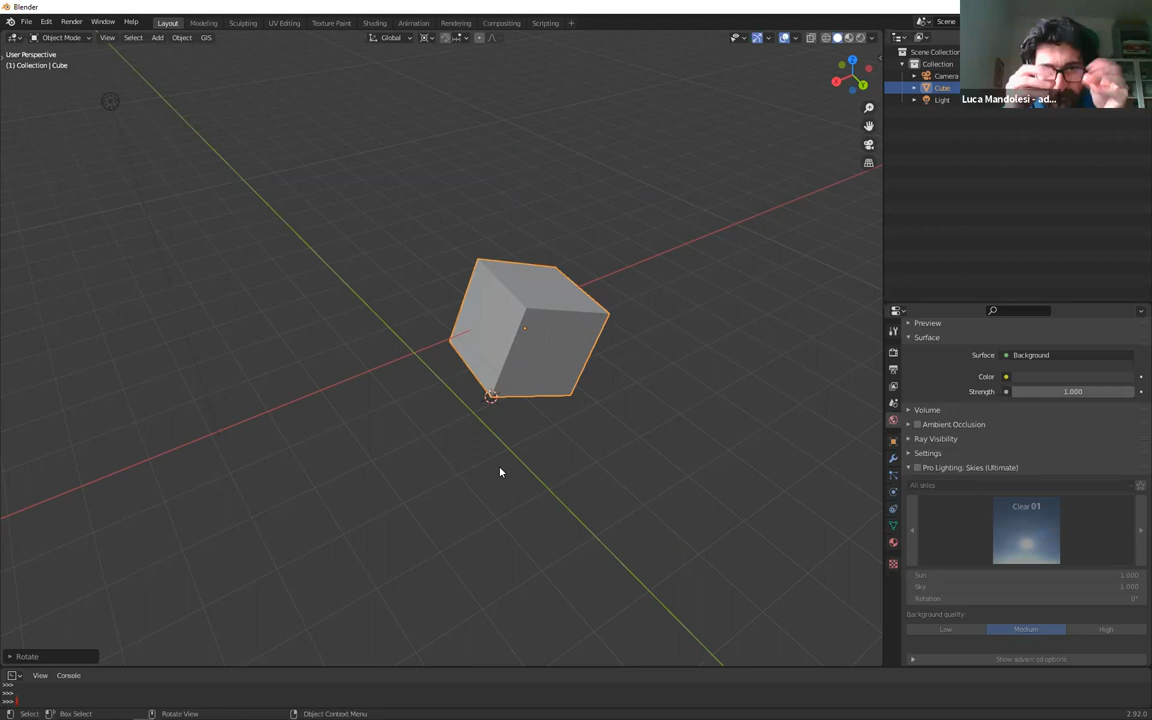 Blender
File Edit Render Window Help Layout Modeling Sculpting UV Editing Texture Paint Shading Animation Rendering Compositing Scripting + Scene
Object Mode View Select Add Object GIS Global
User Perspective
(1) Collection | Cube
Z
X
Y
Scene Collection
Collection
Camera
Cube
Light
Luca Mandolesi - ad...
Preview
Surface
Surface Background
Color
Strength 1.000
Volume
Ambient Occlusion
Ray Visibility
Settings
Pro Lighting: Skies (Ultimate)
All skies
Clear 01
Sun 1.000
Sky 1.000
Rotation 0°
Background quality:
Low Medium High
Show advanced options
Rotate
View Console
>>>
>>>
>>>
Select Box Select Rotate View Object Context Menu 2.92.0